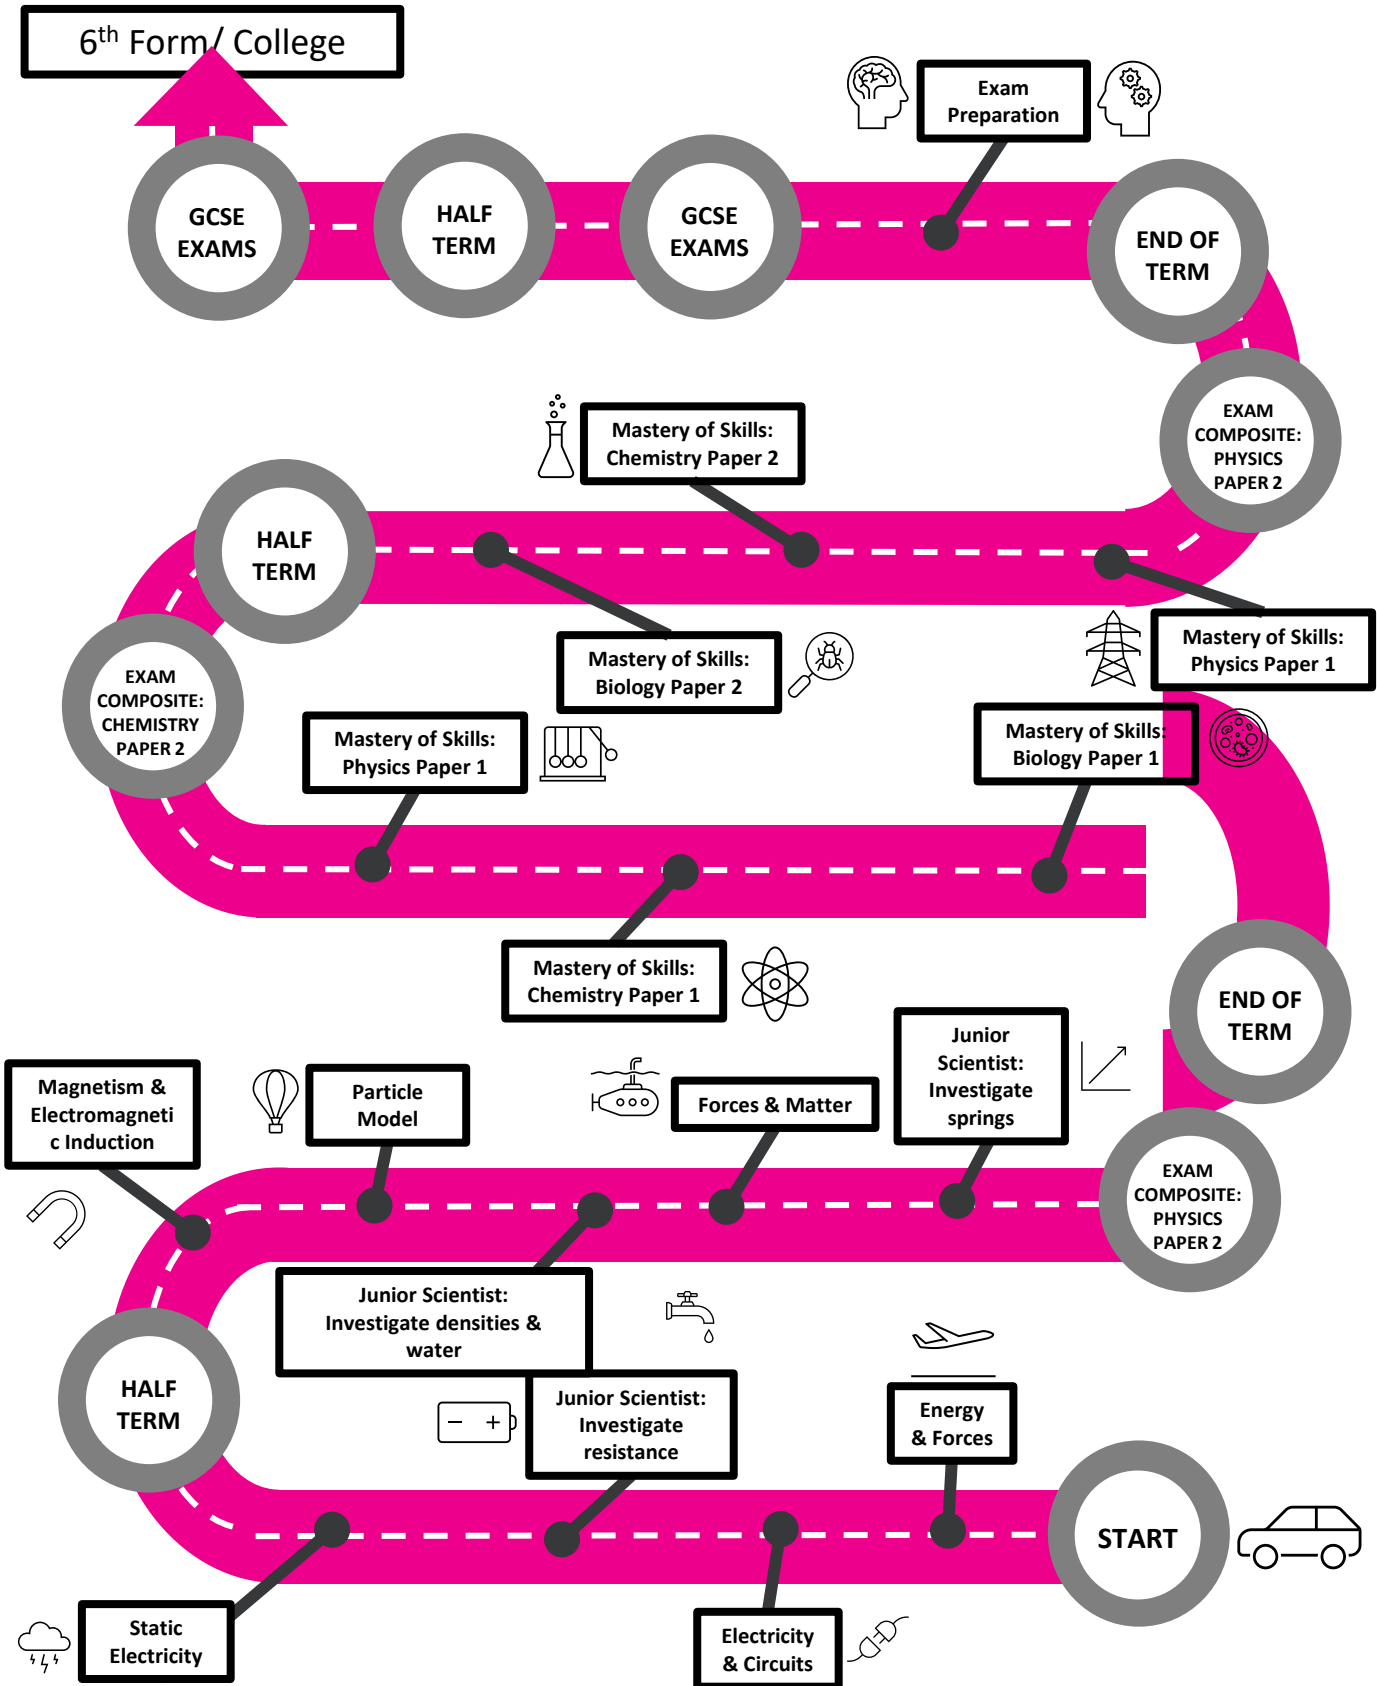 6th Form/ College
Exam
Preparation
GCSE
EXAMS
HALF
TERM
GCSE
EXAMS
END OF
TERM
EXAM
COMPOSITE:
PHYSICS
PAPER 2
Mastery of Skills:
Chemistry Paper 2
HALF
TERM
Mastery of Skills:
Biology Paper 2
Mastery of Skills:
Physics Paper 1
EXAM
COMPOSITE:
CHEMISTRY
PAPER 2
Mastery of Skills:
Physics Paper 1
Mastery of Skills:
Biology Paper 1
Mastery of Skills:
Chemistry Paper 1
END OF
TERM
Junior
Scientist:
Investigate
springs
Magnetism &
Electromagneti
c Induction
Particle
Model
Forces & Matter
EXAM
COMPOSITE:
PHYSICS
PAPER 2
Junior Scientist:
Investigate densities &
water
HALF
TERM
Junior Scientist:
Investigate
resistance
Energy
& Forces
START
Static
Electricity
Electricity
& Circuits